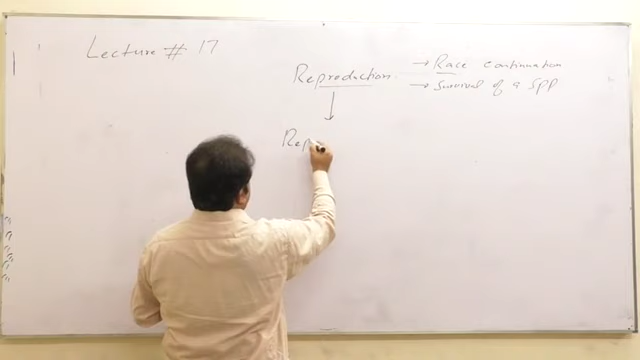 Lecture # 17
Reproduction.
→ Race continuation
→ Survival of a spp
Rep